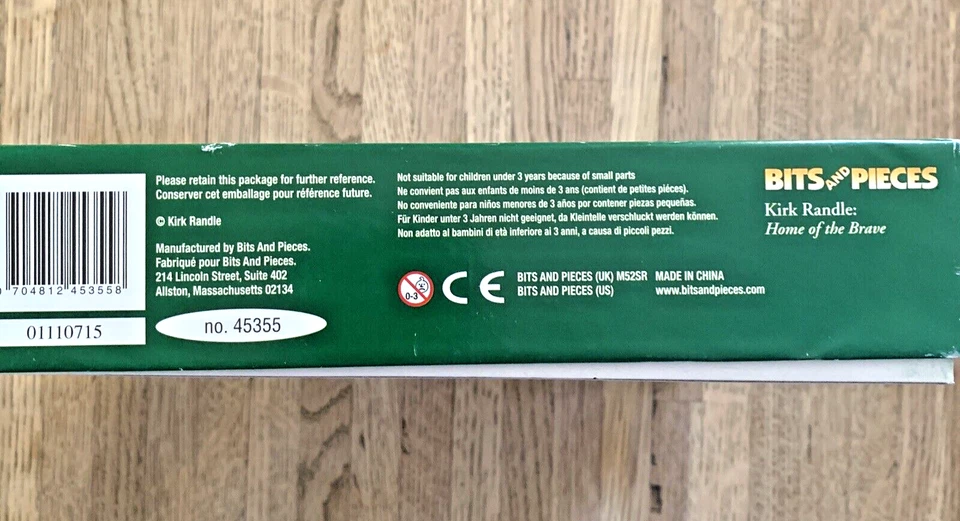 Please retain this package for further reference.
Conserver cet emballage pour référence future.
© Kirk Randle
Manufactured by Bits And Pieces.
Fabriqué pour Bits And Pieces.
214 Lincoln Street, Suite 402
Allston, Massachusetts 02134
0 704812 453558
01110715
no. 45355
Not suitable for children under 3 years because of small parts
Ne convient pas aux enfants de moins de 3 ans (contient de petites piéces).
No conveniente para niños menores de 3 años por contener piezas pequeñas.
Für Kinder unter 3 Jahren nicht geeignet, da Kleintelle verschluckt werden können.
Non adatto al bambini di età inferiore ai 3 anni, a causa di piccoli pezzi.
0-3
CE
BITS AND PIECES (UK) M52SR MADE IN CHINA
BITS AND PIECES (US) www.bitsandpieces.com
BITS AND PIECES
Kirk Randle:
Home of the Brave